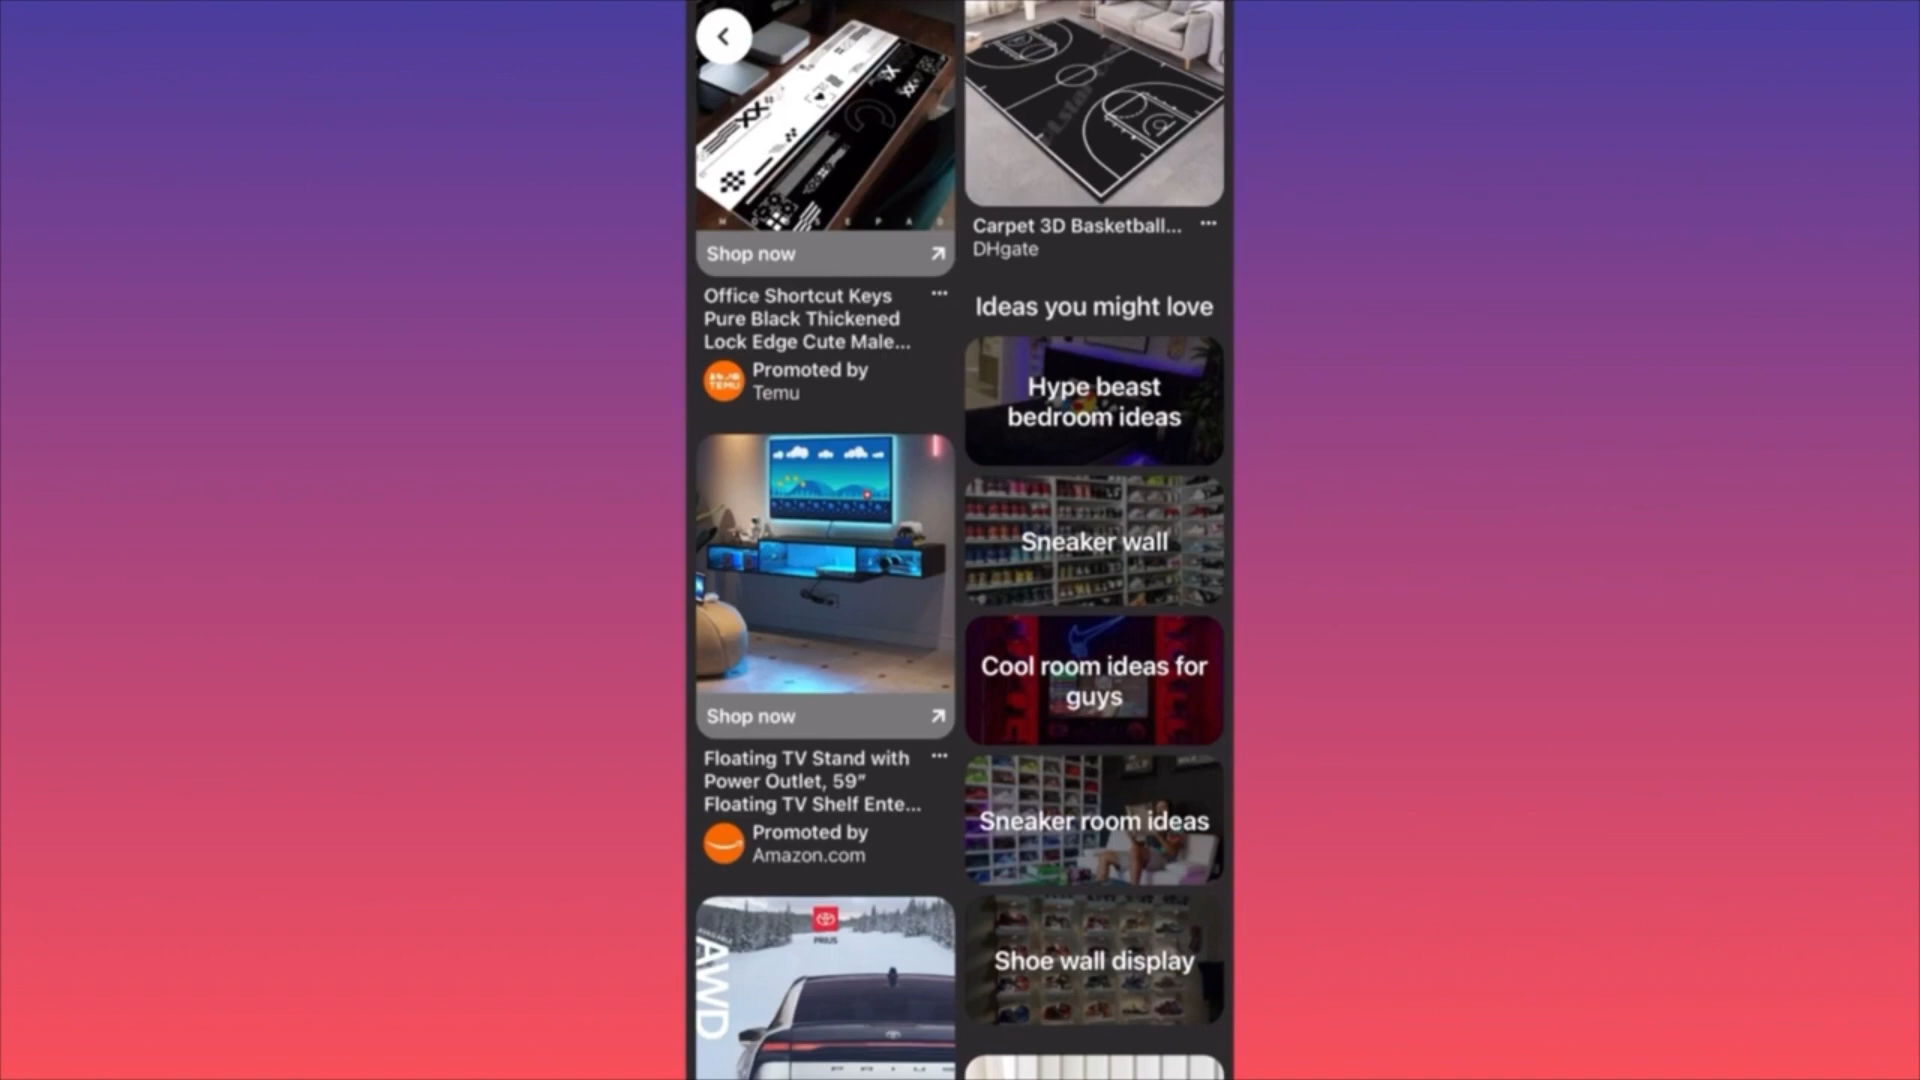 M O U S E P A D
Shop now
Office Shortcut Keys
Pure Black Thickened
Lock Edge Cute Male...
TEMU
Promoted by
Temu
Shop now
Floating TV Stand with
Power Outlet, 59”
Floating TV Shelf Ente...
Promoted by
Amazon.com
PRIUS
AWD
P R I U S
Carpet 3D Basketball...
DHgate
Ideas you might love
Hype beast
bedroom ideas
Sneaker wall
Cool room ideas for
guys
Sneaker room ideas
Shoe wall display